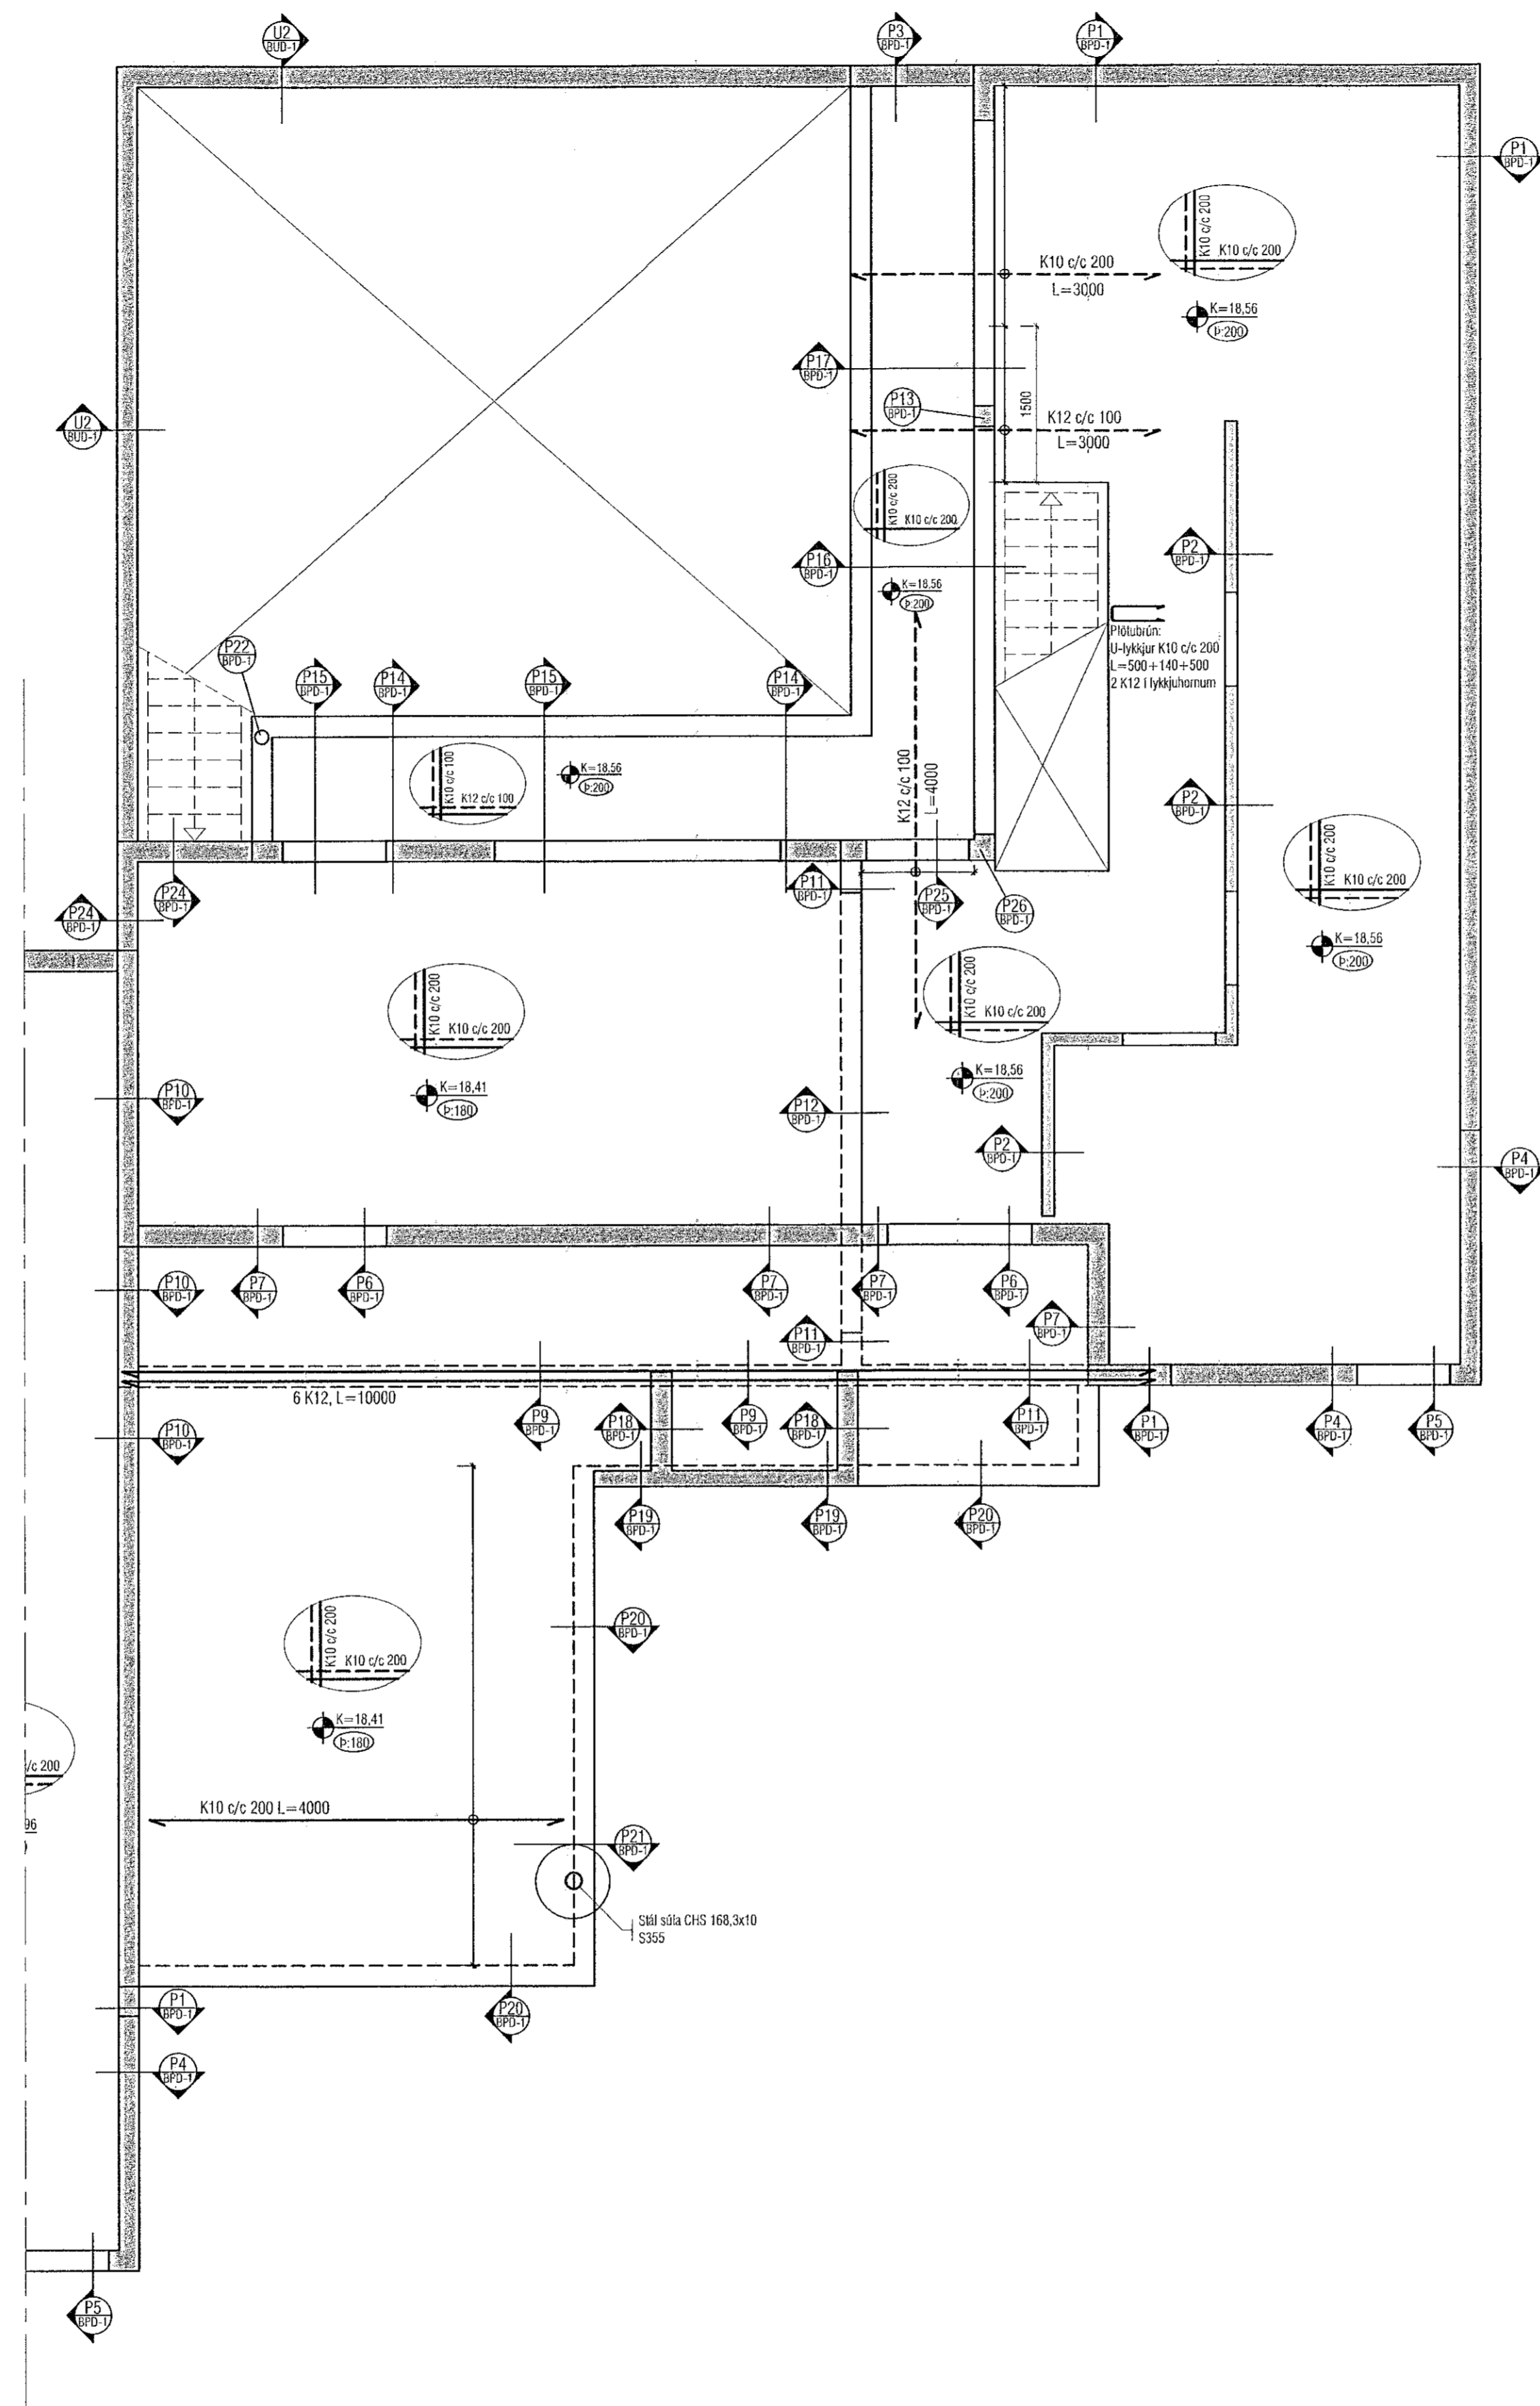 U2
BUD-1
P3
BPD-1
P1
BPD-1
P1
BPD-1
K10 c/c 200
K10 c/c 200
K10 c/c 200
L=3000
K=18,56
Þ:200
P17
BPD-1
P13
BPD-1
1500
K12 c/c 100
L=3000
U2
BUD-1
K10 c/c 200
K10 c/c 200
P16
BPD-1
P2
BPD-1
K=18,56
Þ:200
Plötubrún:
U-lykkjur K10 c/c 200
L=500+140+500
2 K12 í lykkjuhornum
P22
BPD-1
P15
BPD-1
P14
BPD-1
P15
BPD-1
P14
BPD-1
K10 c/c 100
K12 c/c 100
K=18,56
Þ:200
K12 c/c 100
L=4000
P2
BPD-1
K10 c/c 200
K10 c/c 200
P24
BPD-1
P24
BPD-1
P11
BPD-1
P25
BPD-1
P26
BPD-1
K=18,56
Þ:200
K10 c/c 200
K10 c/c 200
K10 c/c 200
K10 c/c 200
P10
BPD-1
K=18,41
Þ:180
P12
BPD-1
K=18,56
Þ:200
P2
BPD-1
P4
BPD-1
P10
BPD-1
P7
BPD-1
P6
BPD-1
P7
BPD-1
P7
BPD-1
P6
BPD-1
P7
BPD-1
P11
BPD-1
6 K12, L=10000
P10
BPD-1
P9
BPD-1
P18
BPD-1
P9
BPD-1
P18
BPD-1
P11
BPD-1
P1
BPD-1
P4
BPD-1
P5
BPD-1
P19
BPD-1
P19
BPD-1
P20
BPD-1
K10 c/c 200
K10 c/c 200
P20
BPD-1
K=18,41
Þ:180
/c 200
96
K10 c/c 200 L=4000
P21
BPD-1
Stál súla CHS 168,3x10
S355
P1
BPD-1
P20
BPD-1
P4
BPD-1
P5
BPD-1